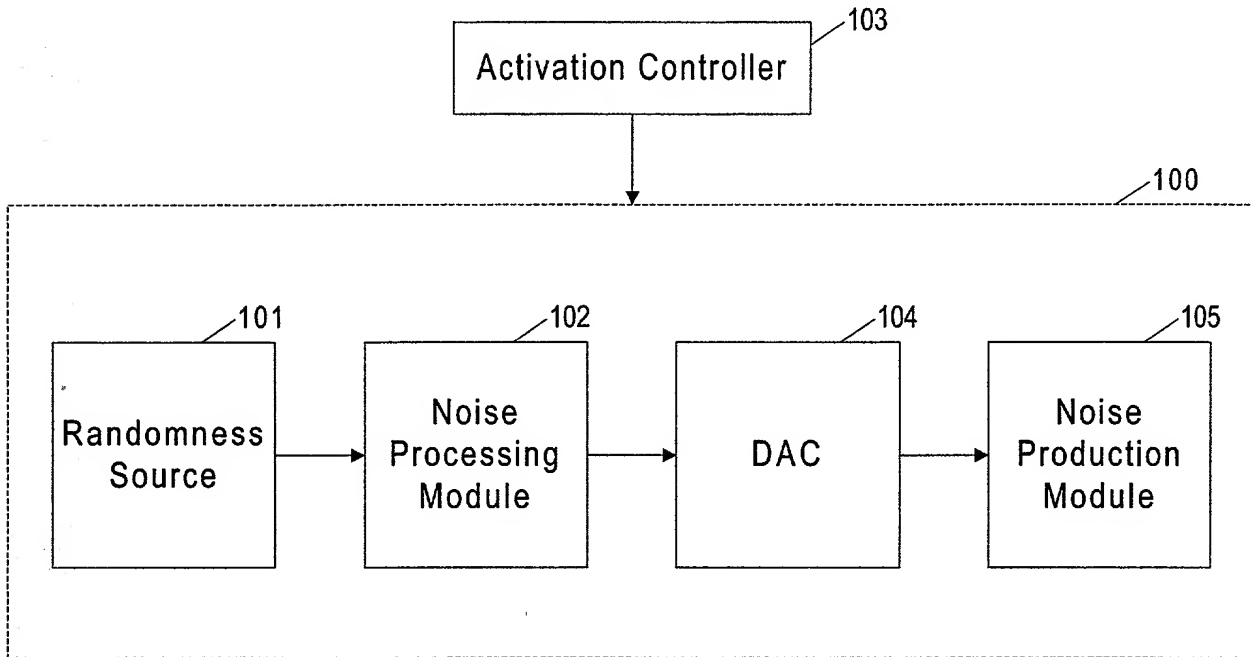 103
Activation Controller
100
101
102
104
105
Randomness
Source
Noise
Processing
Module
DAC
Noise
Production
Module